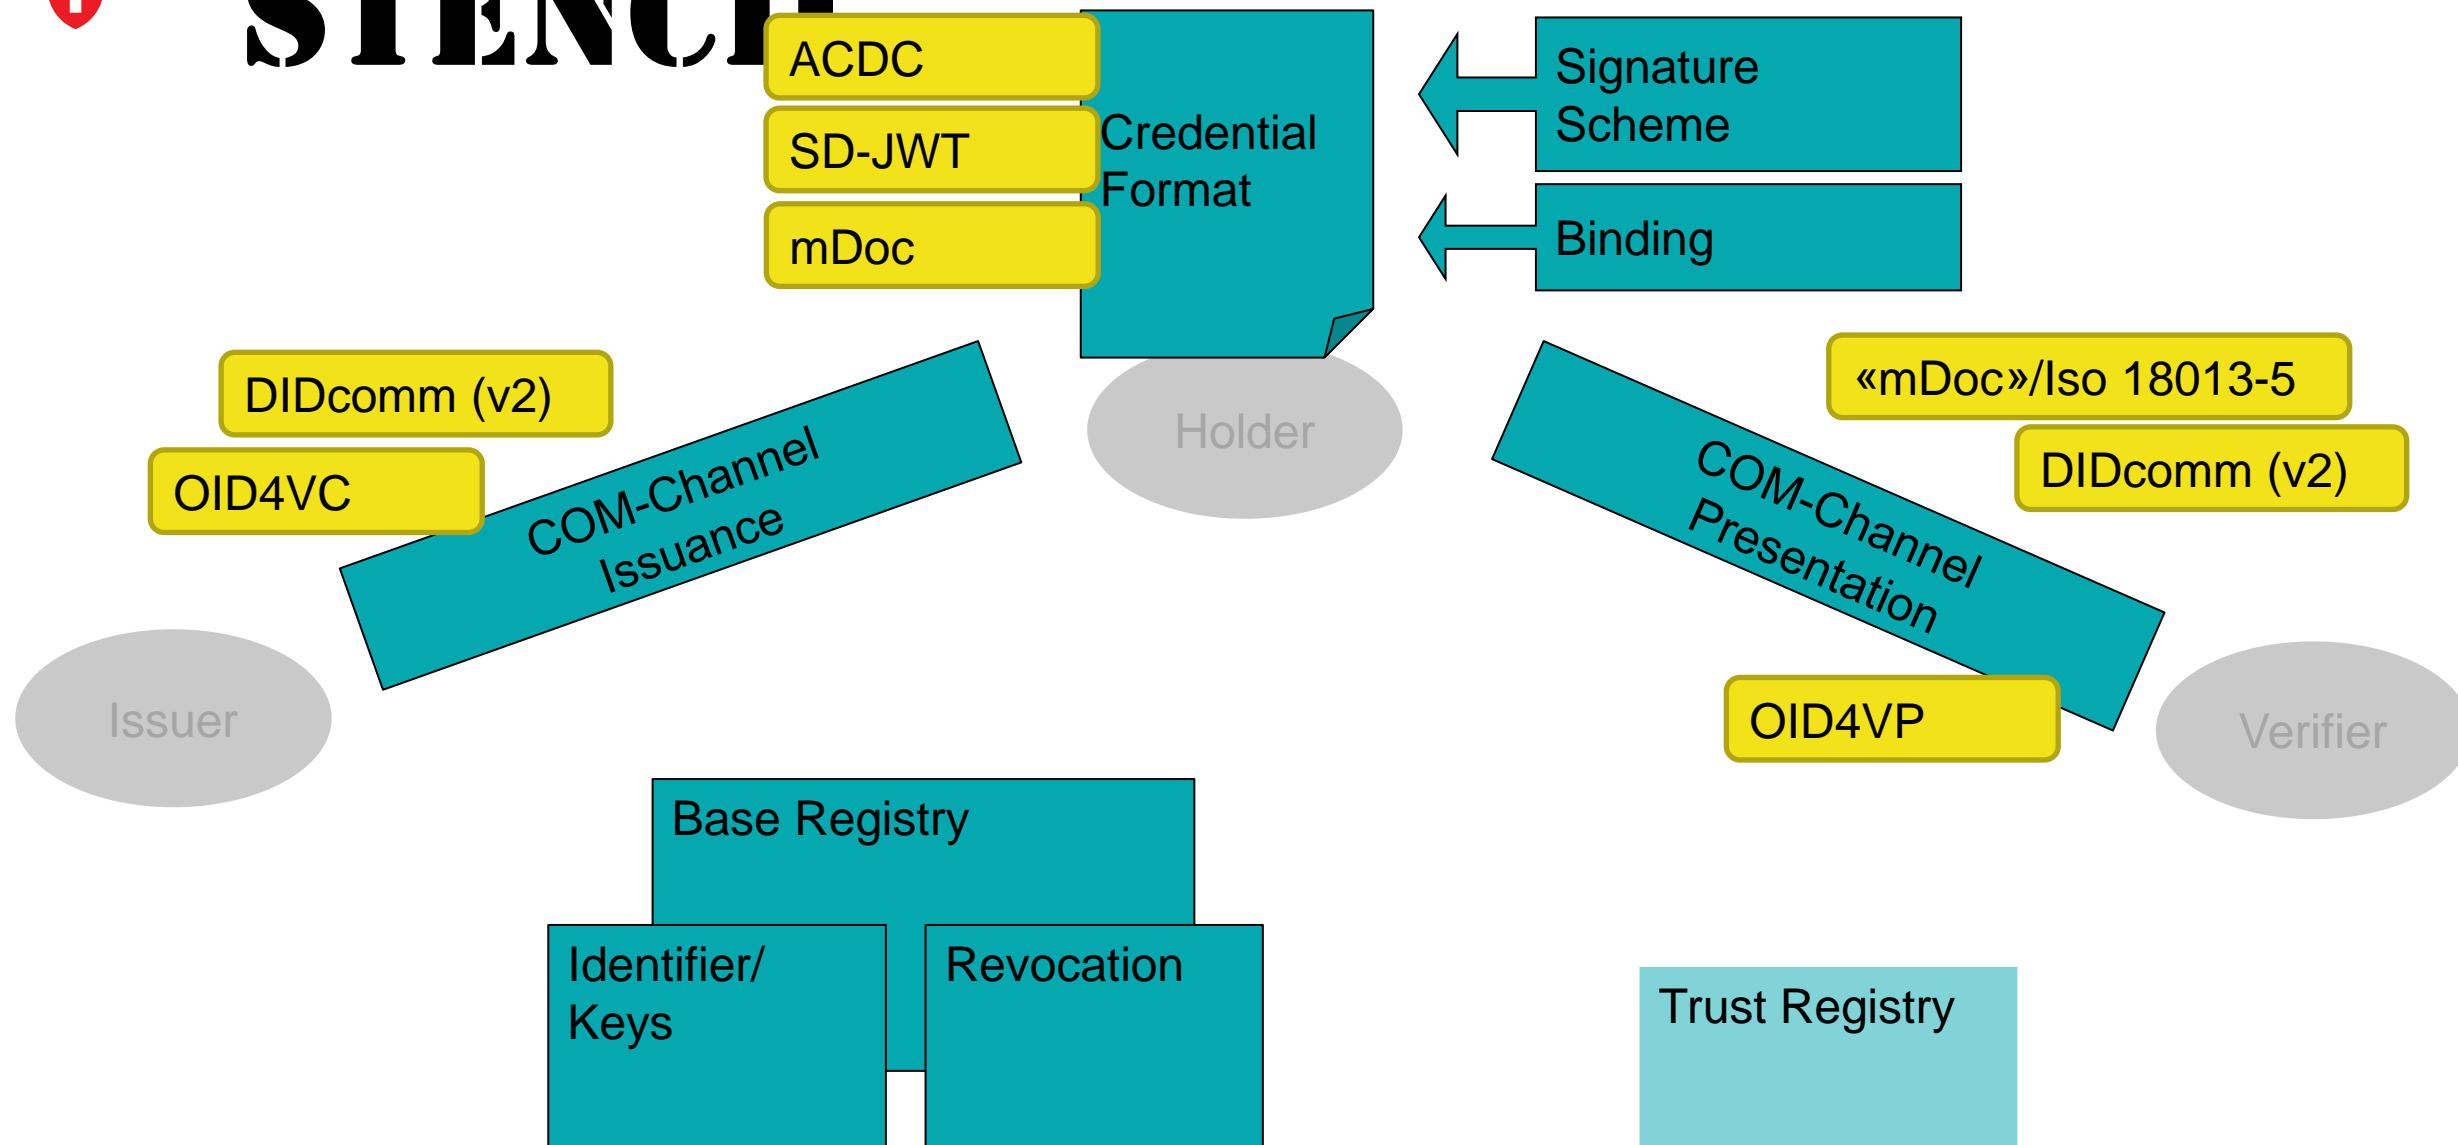 ACDC
SD-JWT
mDoc
Credential
Format
Signature
Scheme
Binding
DIDcomm (v2)
OID4VC
COM-Channel
Issuance
Holder
«mDoc»/Iso 18013-5
DIDcomm (v2)
COM-Channel
Presentation
OID4VP
Issuer
Verifier
Base Registry
Identifier/
Keys
Revocation
Trust Registry